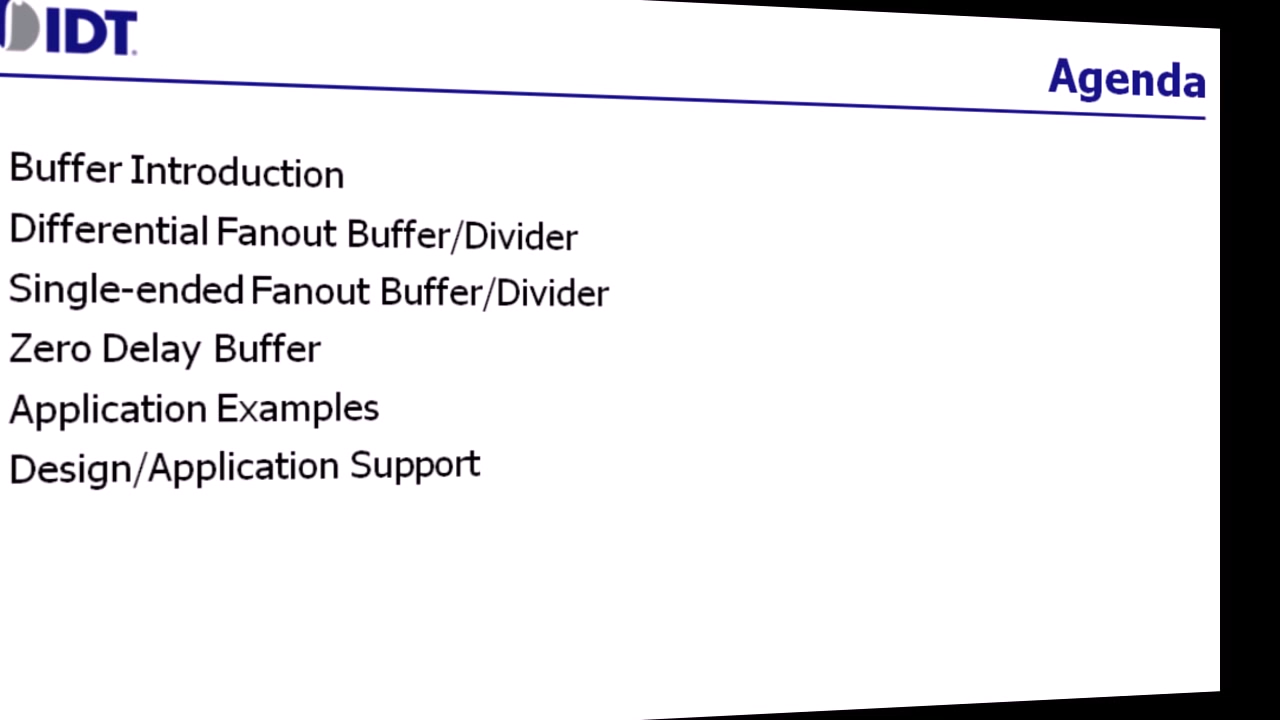 IDT
Agenda
Buffer Introduction
Differential Fanout Buffer/Divider
Single-ended Fanout Buffer/Divider
Zero Delay Buffer
Application Examples
Design/Application Support